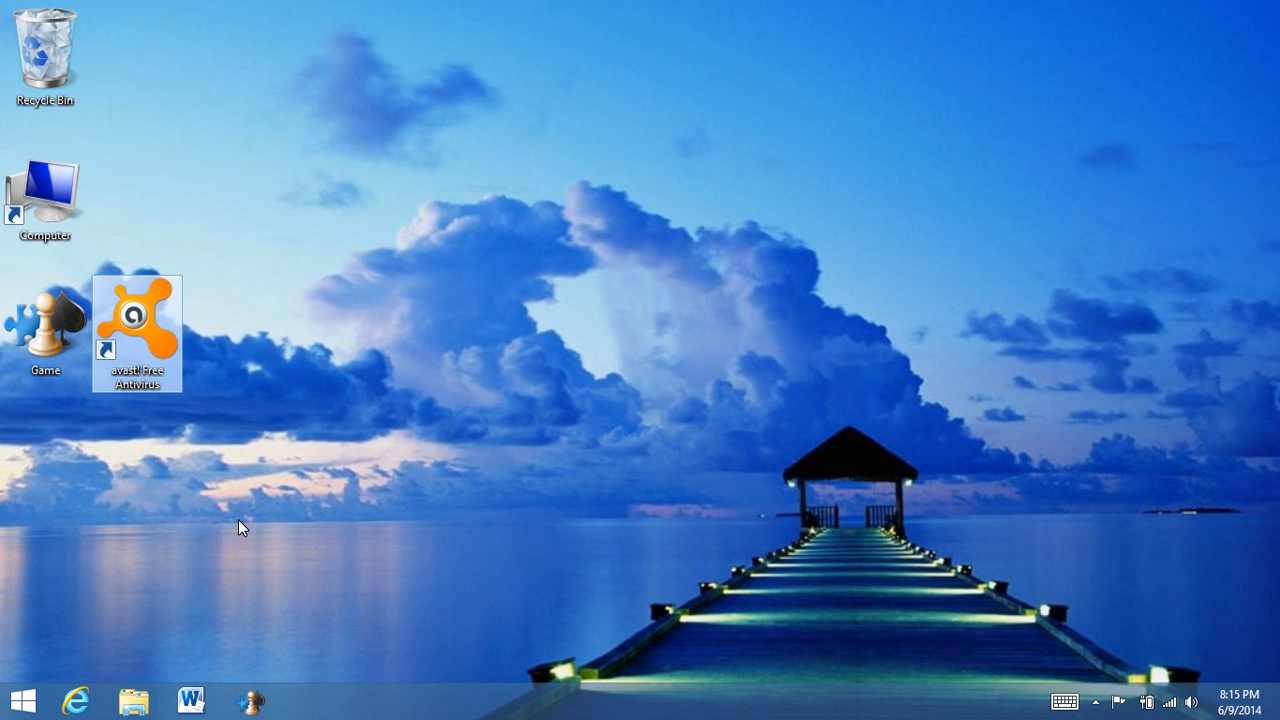 Recycle Bin
Computer
Game
avast! Free
Antivirus
8:15 PM
6/9/2014